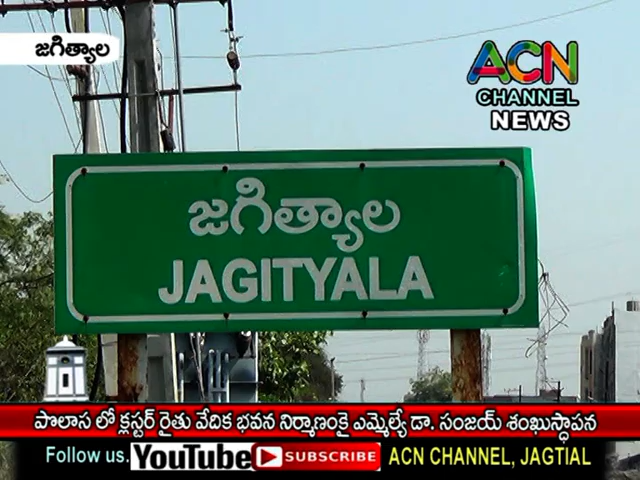 జగిత్యాల
ACN
CHANNEL
NEWS
జగిత్యాల
JAGITYALA
పొలాస లో క్లస్టర్ రైతు వేదిక భవన నిర్మాణంకై ఎమ్మెల్యే డా. సంజయ్ శంఖుస్థాపన
Follow us. YouTube SUBSCRIBE ACN CHANNEL, JAGTIAL